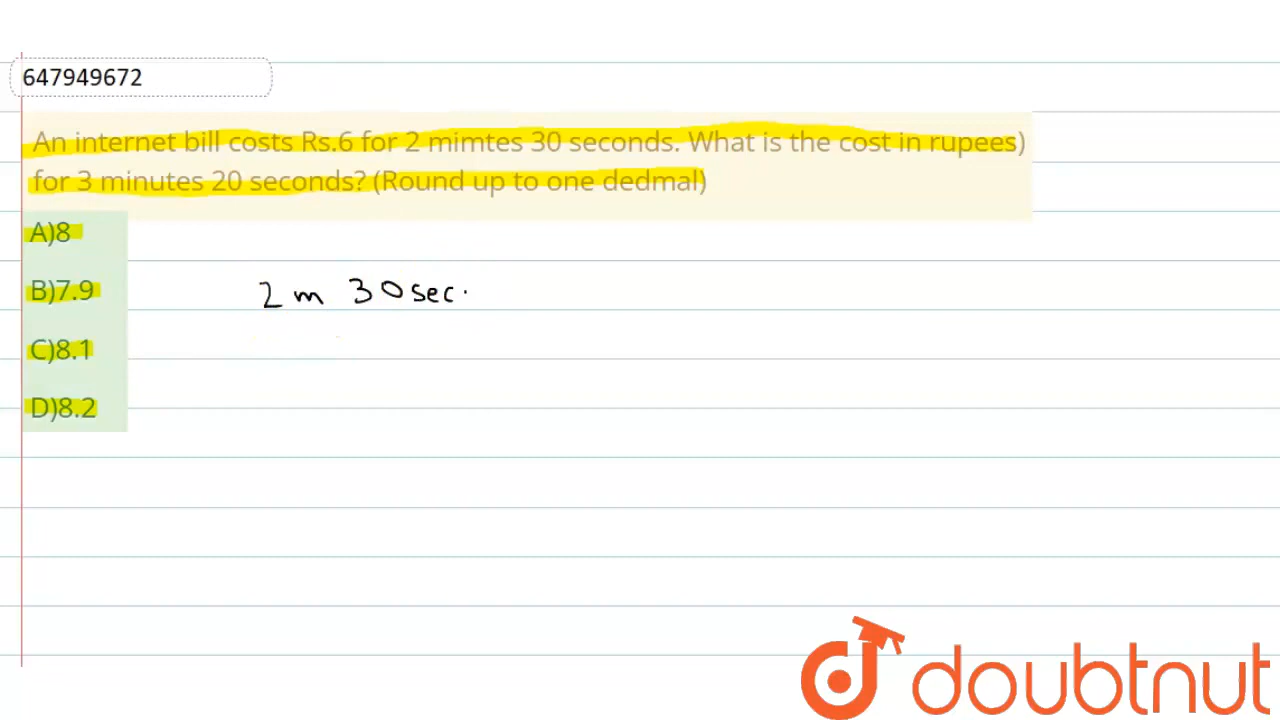 647949672
An internet bill costs Rs.6 for 2 mimtes 30 seconds. What is the cost in rupees)
for 3 minutes 20 seconds? (Round up to one dedmal)
A)8
B)7.9
C)8.1
D)8.2
2 m 30 sec.
doubtnut